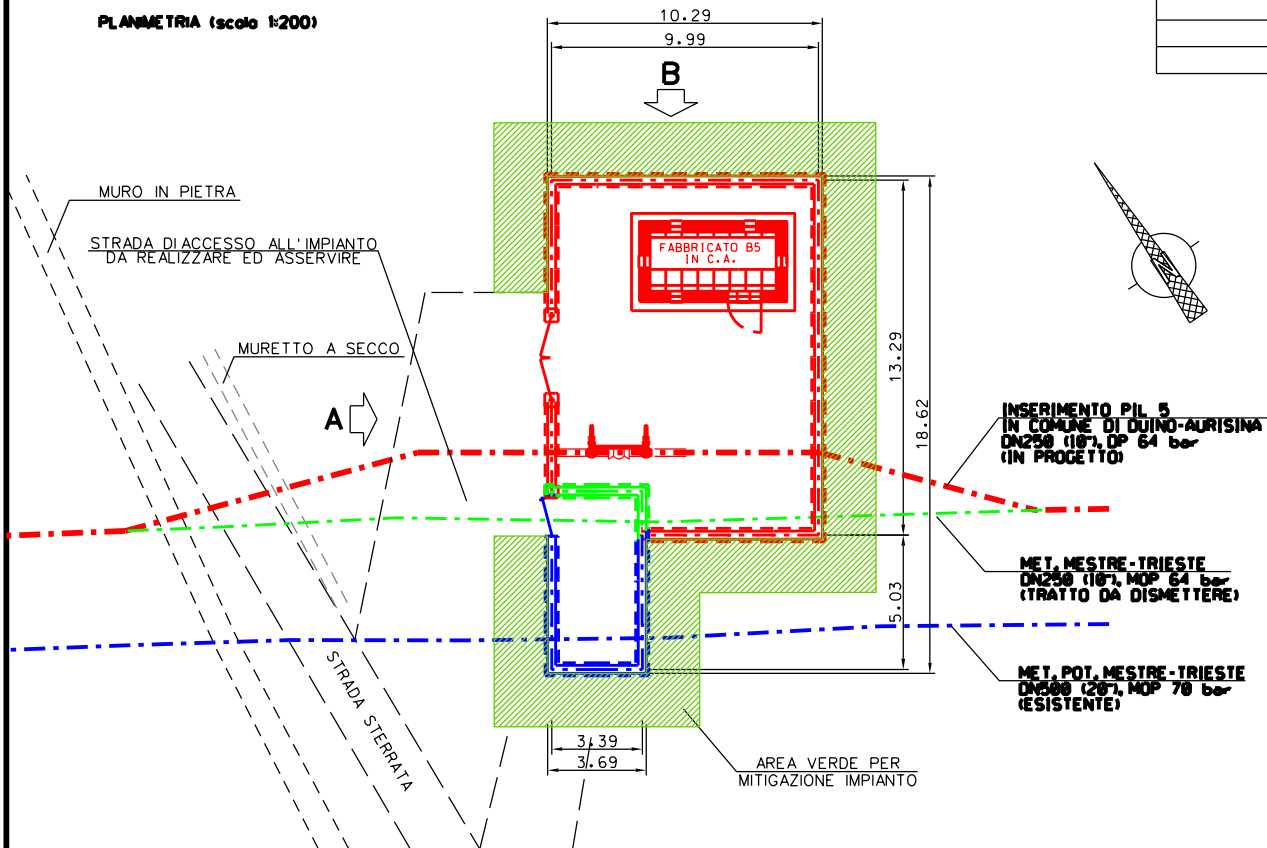 PLANIMETRIA (scala 1:200)
10.29
9.99
B
MURO IN PIETRA
STRADA DI ACCESSO ALL'IMPIANTO
DA REALIZZARE ED ASSERVIRE
FABBRICATO B5
IN C.A.
N
MURETTO A SECCO
A
13.29
18.62
INSERIMENTO PIL 5
IN COMUNE DI DUINO-AURISINA
DN250 (10"), DP 64 bar
(IN PROGETTO)
MET. MESTRE-TRIESTE
DN250 (10"), MOP 64 bar
(TRATTO DA DISMETTERE)
5.03
MET. POT. MESTRE-TRIESTE
DN500 (20"), MOP 70 bar
(ESISTENTE)
STRADA STERRATA
3.39
3.69
AREA VERDE PER
MITIGAZIONE IMPIANTO